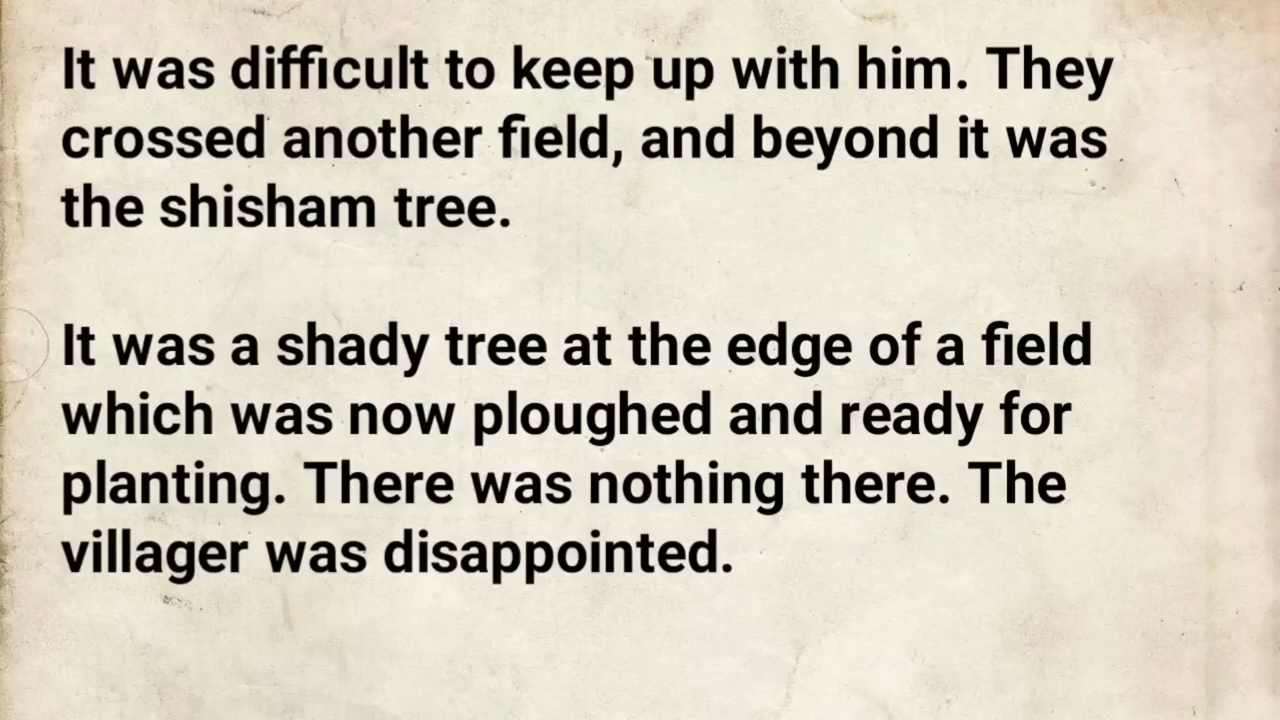 It was difficult to keep up with him. They
crossed another field, and beyond it was
the shisham tree.
It was a shady tree at the edge of a field
which was now ploughed and ready for
planting. There was nothing there. The
villager was disappointed.